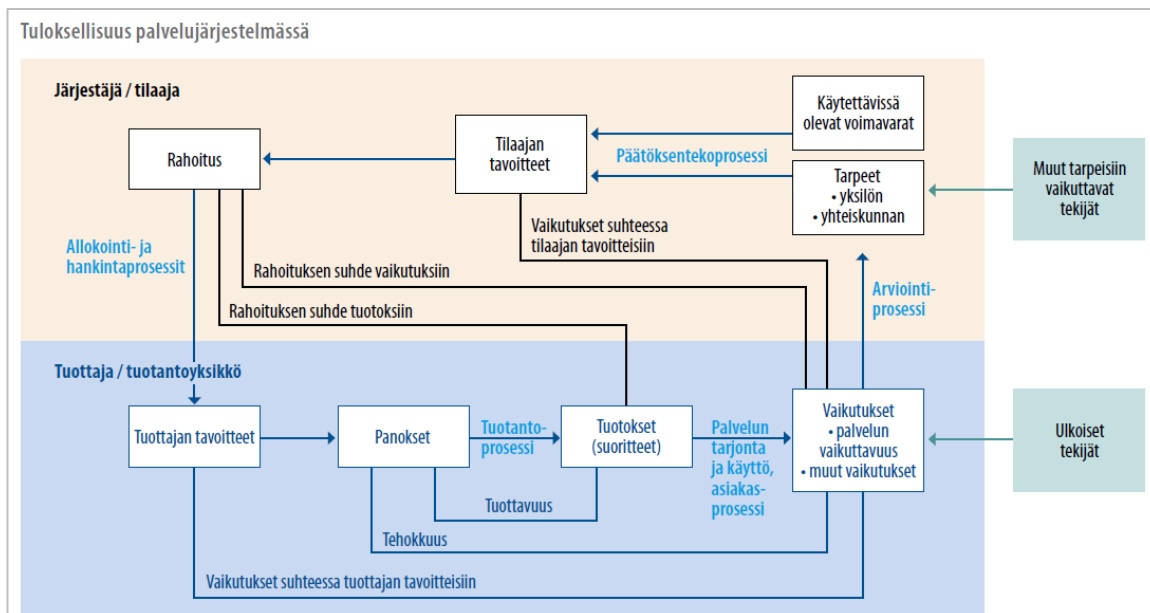 Tuloksellisuus palvelujärjestelmässä
Järjestäjä / tilaaja
Käytettävissä
olevat voimavarat
Tilaajan
tavoitteet
Rahoitus
Päätöksentekoprosessi
Tarpeet
• yksilön
• yhteiskunnan
Muut tarpeisiin
vaikuttavat
tekijät
Allokointi- ja
hankintaprosessit
Vaikutukset suhteessa
tilaajan tavoitteisiin
Rahoituksen suhde vaikutuksiin
Rahoituksen suhde tuotoksiin
Arviointi-
prosessi
Tuottaja / tuotantoyksikkö
Tuottajan tavoitteet
Panokset
Tuotanto-
prosessi
Tuotokset
(suoritteet)
Palvelun
tarjonta
ja käyttö,
asiakas-
prosessi
Vaikutukset
• palvelun
vaikuttavuus
• muut vaikutukset
Ulkoiset
tekijät
Tuottavuus
Tehokkuus
Vaikutukset suhteessa tuottajan tavoitteisiin